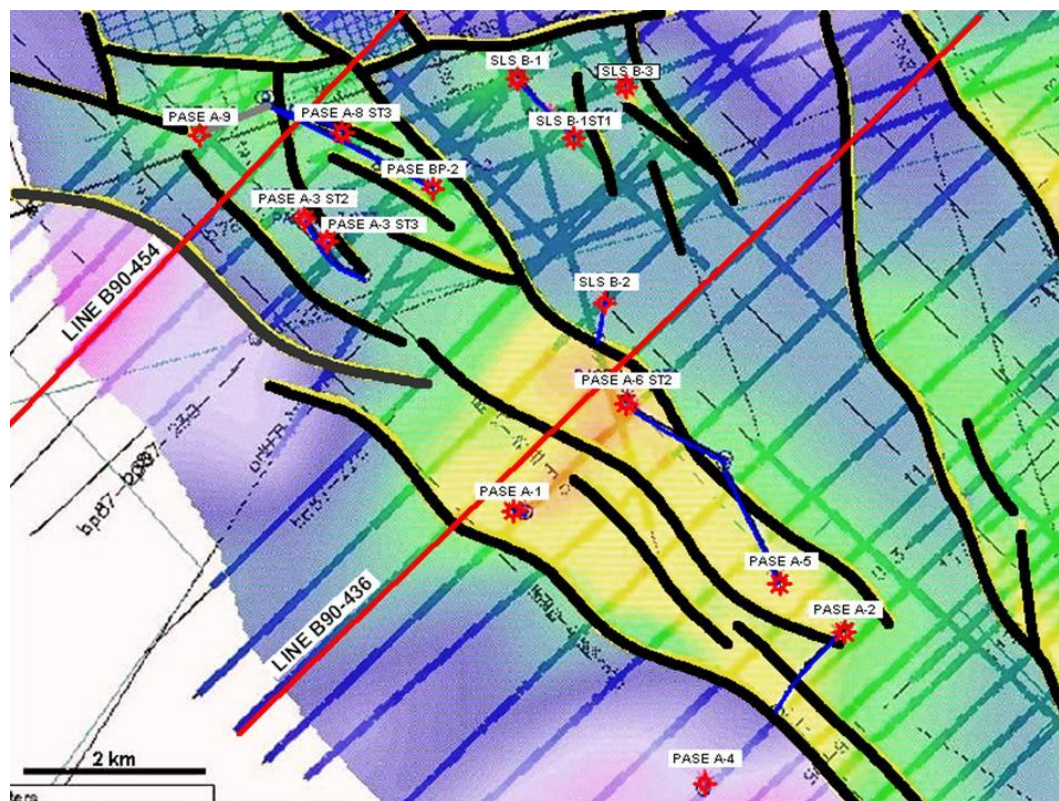 SLS B-1
SLS B-3
PASE A-9
PASE A-8 ST3
SLS B-1ST1
PASE BP-2
PASE A-3 ST2
PASE A-3 ST3
LINE B90-454
SLS B-2
PASE A-6 ST2
PASE A-1
PASE A-5
LINE B90-436
PASE A-2
2 km
PASE A-4